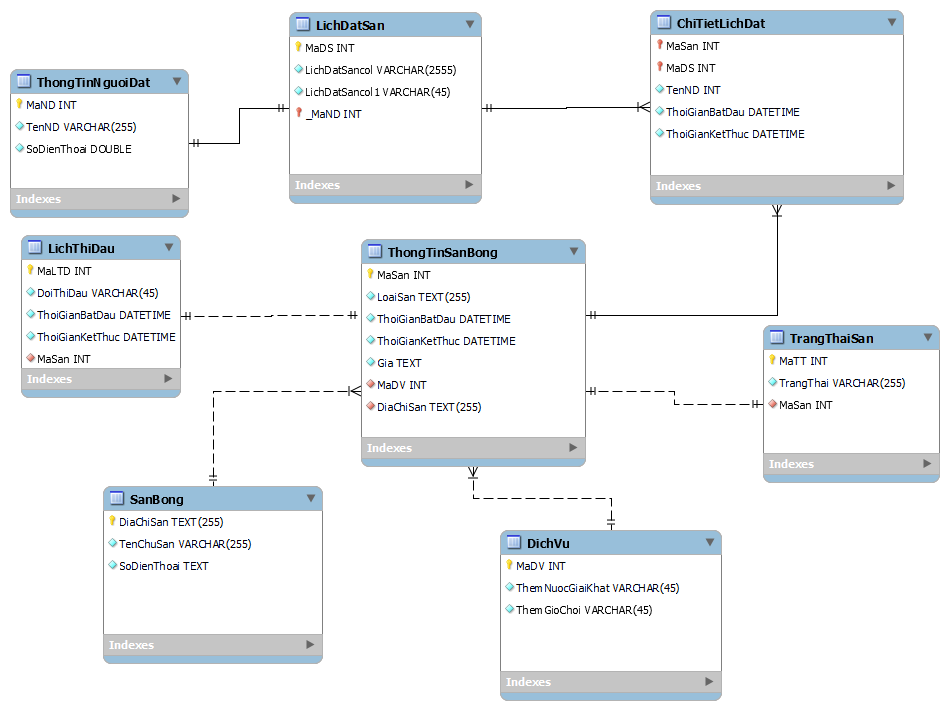 ThongTinNguoiDat
MaND INT
TenND VARCHAR(255)
SoDienThoai DOUBLE
Indexes
LichDatSan
MaDS INT
LichDatSancol VARCHAR(2555)
LichDatSancol1 VARCHAR(45)
_MaND INT
Indexes
ChiTietLichDat
MaSan INT
MaDS INT
TenND INT
ThoiGianBatDau DATETIME
ThoiGianKetThuc DATETIME
Indexes
LichThiDau
MaLTD INT
DoiThiDau VARCHAR(45)
ThoiGianBatDau DATETIME
ThoiGianKetThuc DATETIME
MaSan INT
Indexes
ThongTinSanBong
MaSan INT
LoaiSan TEXT(255)
ThoiGianBatDau DATETIME
ThoiGianKetThuc DATETIME
Gia TEXT
MaDV INT
DiaChiSan TEXT(255)
Indexes
TrangThaiSan
MaTT INT
TrangThai VARCHAR(255)
MaSan INT
Indexes
SanBong
DiaChiSan TEXT(255)
TenChuSan VARCHAR(255)
SoDienThoai TEXT
Indexes
DichVu
MaDV INT
ThemNuocGiaiKhat VARCHAR(45)
ThemGioChoi VARCHAR(45)
Indexes